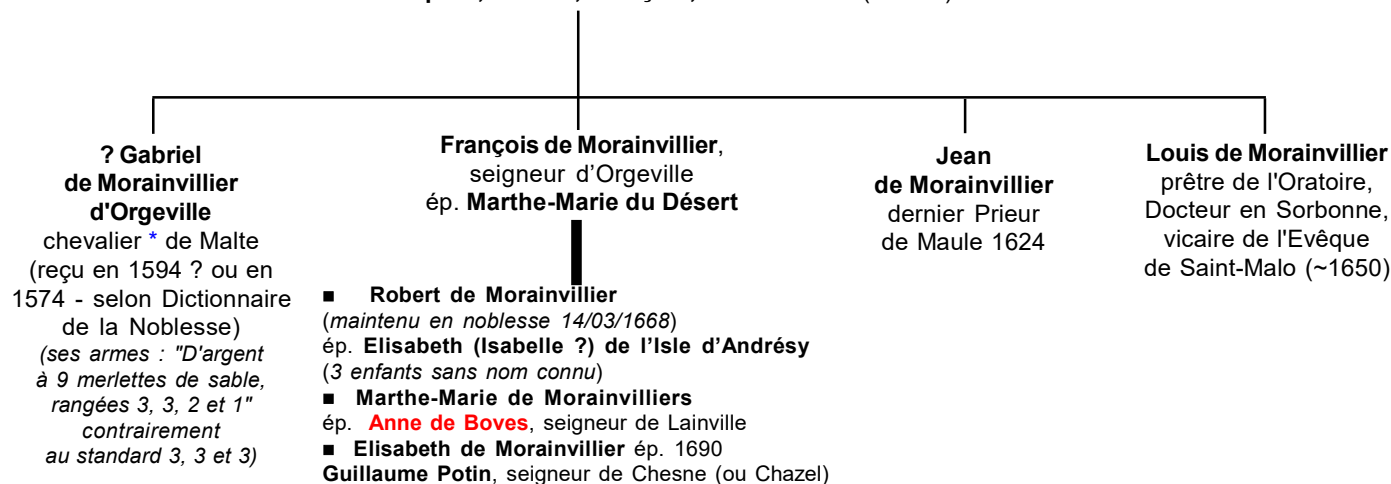 ? Gabriel
de Morainvillier
d'Orgeville
chevalier * de Malte
(reçu en 1594 ? ou en
1574 - selon Dictionnaire
de la Noblesse)
(ses armes : "D'argent
à 9 merlettes de sable,
rangées 3, 3, 2 et 1"
contrairement
au standard 3, 3 et 3)
François de Morainvillier,
seigneur d’Orgeville
ép. Marthe-Marie du Désert
■ Robert de Morainvillier
(maintenu en noblesse 14/03/1668)
ép. Elisabeth (Isabelle ?) de l’Isle d’Andrésy
(3 enfants sans nom connu)
■ Marthe-Marie de Morainvilliers
ép. Anne de Boves, seigneur de Lainville
■ Elisabeth de Morainvillier ép. 1690
Guillaume Potin, seigneur de Chesne (ou Chazel)
Jean
de Morainvillier
dernier Prieur
de Maule 1624
Louis de Morainvillier
prêtre de l'Oratoire,
Docteur en Sorbonne,
vicaire de l'Evêque
de Saint-Malo (~1650)